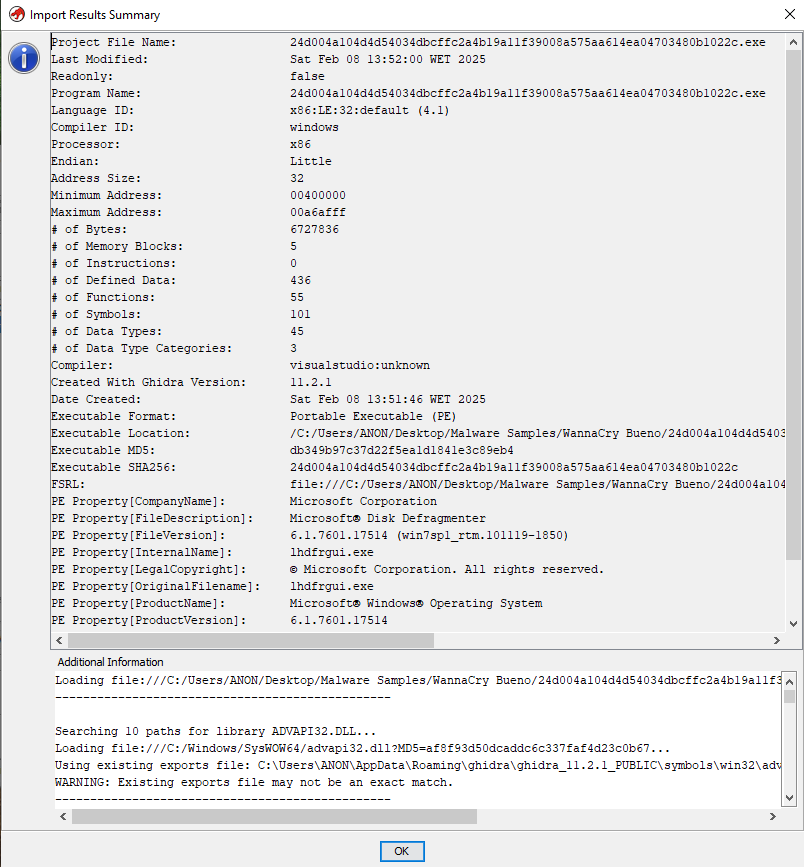 Import Results Summary
Project File Name: 24d004a104d4d54034dbcffc2a4b19a11f39008a575aa614ea04703480b1022c.exe
Last Modified: Sat Feb 08 13:52:00 WET 2025
Readonly: false
Program Name: 24d004a104d4d54034dbcffc2a4b19a11f39008a575aa614ea04703480b1022c.exe
Language ID: x86:LE:32:default (4.1)
Compiler ID: windows
Processor: x86
Endian: Little
Address Size: 32
Minimum Address: 00400000
Maximum Address: 00a6afff
# of Bytes: 6727836
# of Memory Blocks: 5
# of Instructions: 0
# of Defined Data: 436
# of Functions: 55
# of Symbols: 101
# of Data Types: 45
# of Data Type Categories: 3
Compiler: visualstudio:unknown
Created With Ghidra Version: 11.2.1
Date Created: Sat Feb 08 13:51:46 WET 2025
Executable Format: Portable Executable (PE)
Executable Location: /C:/Users/ANON/Desktop/Malware Samples/WannaCry Bueno/24d004a104d4d5403
Executable MD5: db349b97c37d22f5ea1d1841e3c89eb4
Executable SHA256: 24d004a104d4d54034dbcffc2a4b19a11f39008a575aa614ea04703480b1022c
FSRL: file:///C:/Users/ANON/Desktop/Malware Samples/WannaCry Bueno/24d004a104
PE Property[CompanyName]: Microsoft Corporation
PE Property[FileDescription]: Microsoft® Disk Defragmenter
PE Property[FileVersion]: 6.1.7601.17514 (win7sp1_rtm.101119-1850)
PE Property[InternalName]: lhdfrgui.exe
PE Property[LegalCopyright]: © Microsoft Corporation. All rights reserved.
PE Property[OriginalFilename]: lhdfrgui.exe
PE Property[ProductName]: Microsoft® Windows® Operating System
PE Property[ProductVersion]: 6.1.7601.17514
Additional Information
Loading file:///C:/Users/ANON/Desktop/Malware Samples/WannaCry Bueno/24d004a104d4d54034dbcffc2a4b19a11f3
------------------------------------------------
Searching 10 paths for library ADVAPI32.DLL...
Loading file:///C:/Windows/SysWOW64/advapi32.dll?MD5=af8f93d50dcaddc6c337faf4d23c0b67...
Using existing exports file: C:\Users\ANON\AppData\Roaming\ghidra\ghidra_11.2.1_PUBLIC\symbols\win32\adv
WARNING: Existing exports file may not be an exact match.
------------------------------------------------
OK